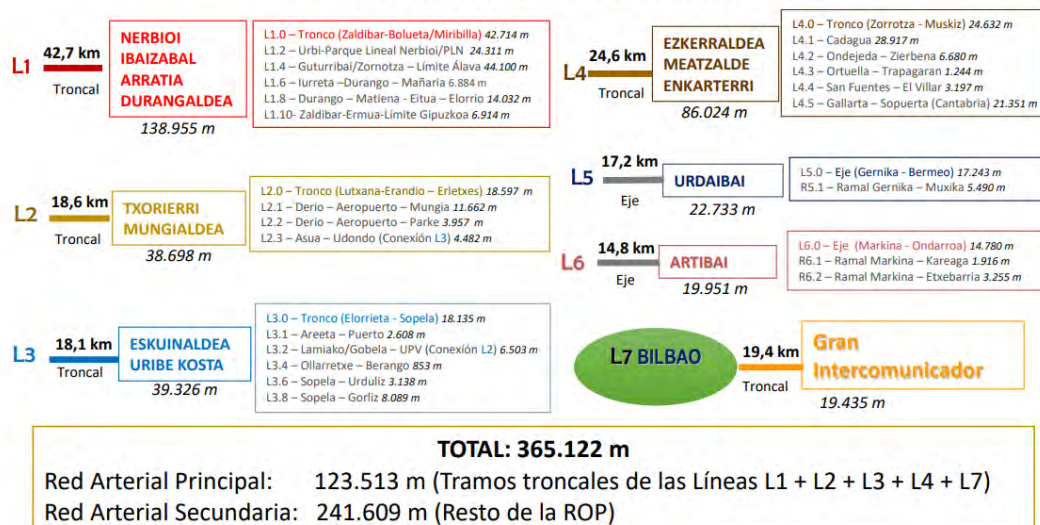 L1
42,7 km
Troncal
NERBIOI
IBAIZABAL
ARRATIA
DURANGALDEA
138.955 m
L1.0 – Tronco (Zaldibar-Bolueta/Miribilla) 42.714 m
L1.2 – Urbi-Parque Lineal Nerbioi/PLN 24.311 m
L1.4 – Guturribai/Zornotza – Límite Álava 44.100 m
L1.6 – Iurreta –Durango – Mañaria 6.884 m
L1.8 – Durango – Matiena - Eitua – Elorrio 14.032 m
L1.10- Zaldibar-Ermua-Límite Gipuzkoa 6.914 m
L2
18,6 km
Troncal
TXORIERRI
MUNGIALDEA
38.698 m
L2.0 – Tronco (Lutxana-Erandio – Erletxes) 18.597 m
L2.1 – Derio – Aeropuerto – Mungia 11.662 m
L2.2 – Derio – Aeropuerto – Parke 3.957 m
L2.3 – Asua – Udondo (Conexión L3) 4.482 m
L3
18,1 km
Troncal
ESKUINALDEA
URIBE KOSTA
39.326 m
L3.0 – Tronco (Elorrieta - Sopela) 18.135 m
L3.1 – Areeta – Puerto 2.608 m
L3.2 – Lamiako/Gobela – UPV (Conexión L2) 6.503 m
L3.4 – Ollarretxe – Berango 853 m
L3.6 – Sopela – Urduliz 3.138 m
L3.8 – Sopela – Gorliz 8.089 m
L4
24,6 km
Troncal
EZKERRALDEA
MEATZALDE
ENKARTERRI
86.024 m
L4.0 – Tronco (Zorrotza - Muskiz) 24.632 m
L4.1 – Cadagua 28.917 m
L4.2 – Ondejeda – Zierbena 6.680 m
L4.3 – Ortuella – Trapagaran 1.244 m
L4.4 – San Fuentes – El Villar 3.197 m
L4.5 – Gallarta – Sopuerta (Cantabria) 21.351 m
L5
17,2 km
Eje
URDAIBAI
22.733 m
L5.0 – Eje (Gernika - Bermeo) 17.243 m
R5.1 – Ramal Gernika – Muxika 5.490 m
L6
14,8 km
Eje
ARTIBAI
19.951 m
L6.0 – Eje (Markina - Ondarroa) 14.780 m
R6.1 – Ramal Markina – Kareaga 1.916 m
R6.2 – Ramal Markina – Etxebarria 3.255 m
L7 BILBAO
19,4 km
Troncal
Gran
Intercomunicador
19.435 m
TOTAL: 365.122 m
Red Arterial Principal: 123.513 m (Tramos troncales de las Líneas L1 + L2 + L3 + L4 + L7)
Red Arterial Secundaria: 241.609 m (Resto de la ROP)